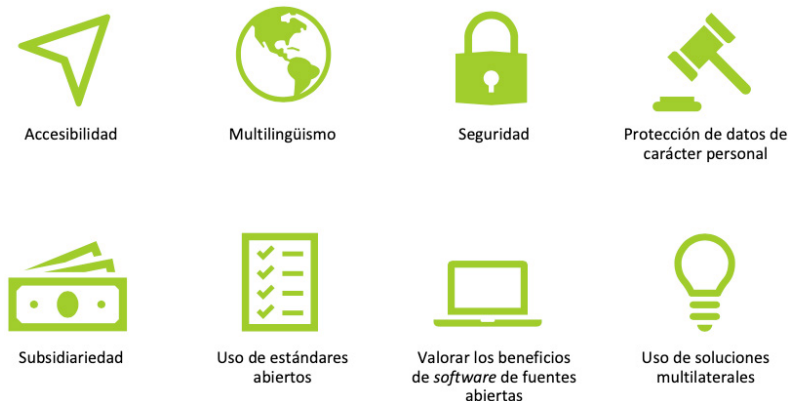 Accesibilidad
Multilingüismo
Seguridad
Protección de datos de
carácter personal
Subsidiariedad
Uso de estándares
abiertos
Valorar los beneficios
de software de fuentes
abiertas
Uso de soluciones
multilaterales